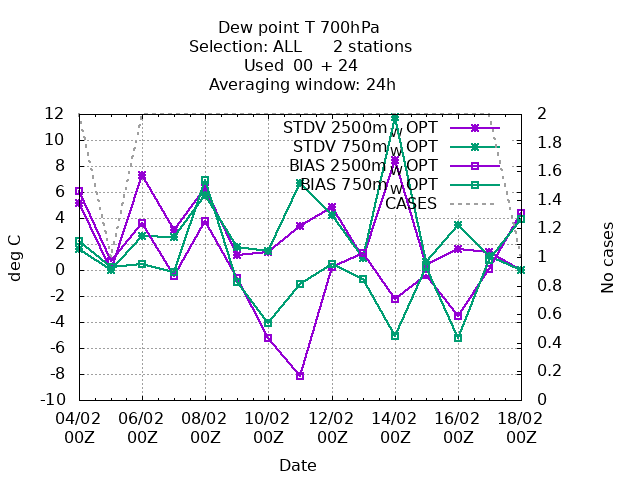 Dew point T 700hPa
Selection: ALL 2 stations
Used 00 + 24
Averaging window: 24h
STDV 2500m_w_OPT
STDV 750m_w_OPT
BIAS 2500m_w_OPT
BIAS 750m_w_OPT
CASES
12
10
8
6
4
2
0
-2
-4
-6
-8
-10
deg C
2
1.8
1.6
1.4
1.2
1
0.8
0.6
0.4
0.2
0
No cases
04/02 06/02 08/02 10/02 12/02 14/02 16/02 18/02
00Z 00Z 00Z 00Z 00Z 00Z 00Z 00Z
Date